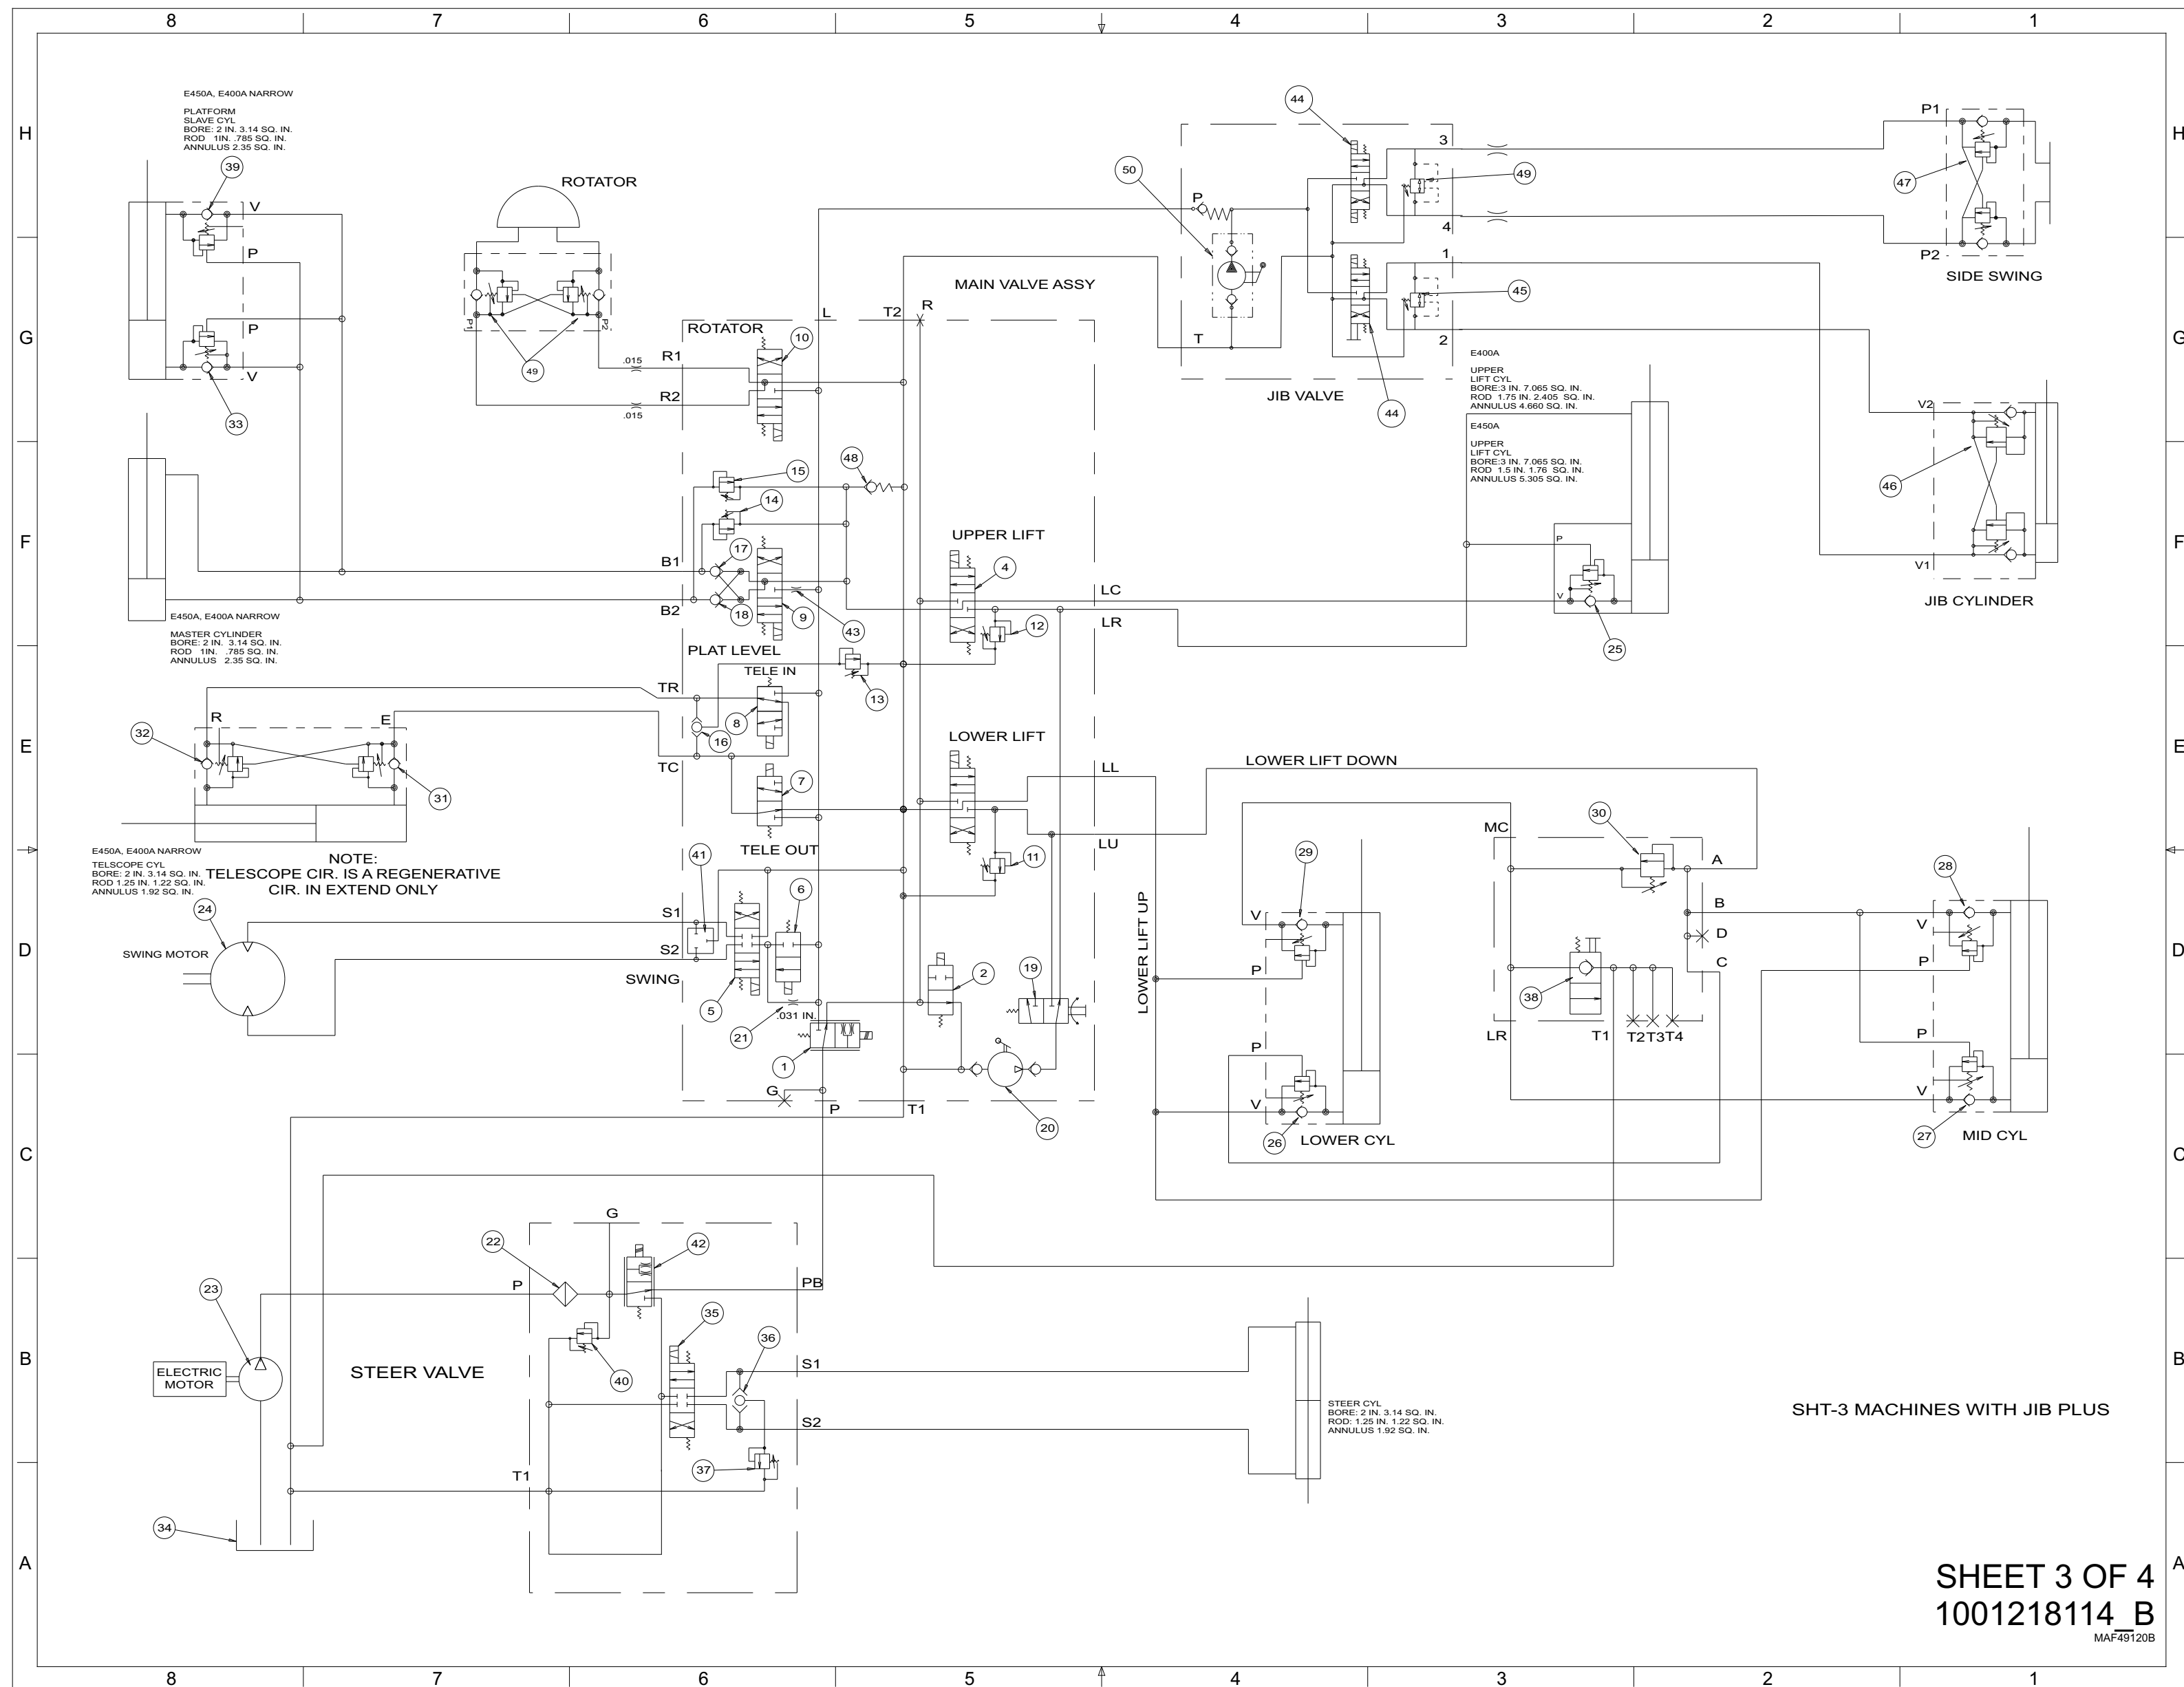 8 7 6 5 4 3 2 1
H
G
F
E
D
C
B
A
E450A, E400A NARROW
PLATFORM
SLAVE CYL
BORE: 2 IN. 3.14 SQ. IN.
ROD 1IN. .785 SQ. IN.
ANNULUS 2.35 SQ. IN.
39
V
P
P
V
33
ROTATOR
P1
P2
49
E450A, E400A NARROW
MASTER CYLINDER
BORE: 2 IN. 3.14 SQ. IN.
ROD 1IN. .785 SQ. IN.
ANNULUS 2.35 SQ. IN.
R
E
32
31
E450A, E400A NARROW
TELSCOPE CYL
BORE: 2 IN. 3.14 SQ. IN.
ROD 1.25 IN. 1.22 SQ. IN.
ANNULUS 1.92 SQ. IN.
NOTE:
TELESCOPE CIR. IS A REGENERATIVE
CIR. IN EXTEND ONLY
24
SWING MOTOR
MAIN VALVE ASSY
L
T2
R
ROTATOR
10
.015
R1
R2
.015
15
14
48
17
B1
B2
18
9
43
PLAT LEVEL
UPPER LIFT
4
LC
LR
12
TELE IN
TR
8
13
16
TC
7
TELE OUT
LOWER LIFT
LL
LU
11
41
6
S1
S2
SWING
5
21
.031 IN.
1
2
19
20
G
P
T1
JIB VALVE
44
50
P
T
3
4
1
2
49
45
44
P1
P2
47
SIDE SWING
E400A
UPPER
LIFT CYL
BORE:3 IN. 7.065 SQ. IN.
ROD 1.75 IN. 2.405 SQ. IN.
ANNULUS 4.660 SQ. IN.
E450A
UPPER
LIFT CYL
BORE:3 IN. 7.065 SQ. IN.
ROD 1.5 IN. 1.76 SQ. IN.
ANNULUS 5.305 SQ. IN.
P
V
25
V2
V1
46
JIB CYLINDER
LOWER LIFT DOWN
LOWER LIFT UP
29
V
P
P
V
26
LOWER CYL
MC
30
A
B
D
C
38
LR
T1
T2
T3
T4
28
V
P
P
V
27
MID CYL
STEER VALVE
G
22
42
P
PB
23
ELECTRIC
MOTOR
35
36
40
S1
S2
37
T1
34
STEER CYL
BORE: 2 IN. 3.14 SQ. IN.
ROD: 1.25 IN. 1.22 SQ. IN.
ANNULUS 1.92 SQ. IN.
SHT-3 MACHINES WITH JIB PLUS
SHEET 3 OF 4
1001218114_B
MAF49120B
H
G
F
E
D
C
B
A
8 7 6 5 4 3 2 1